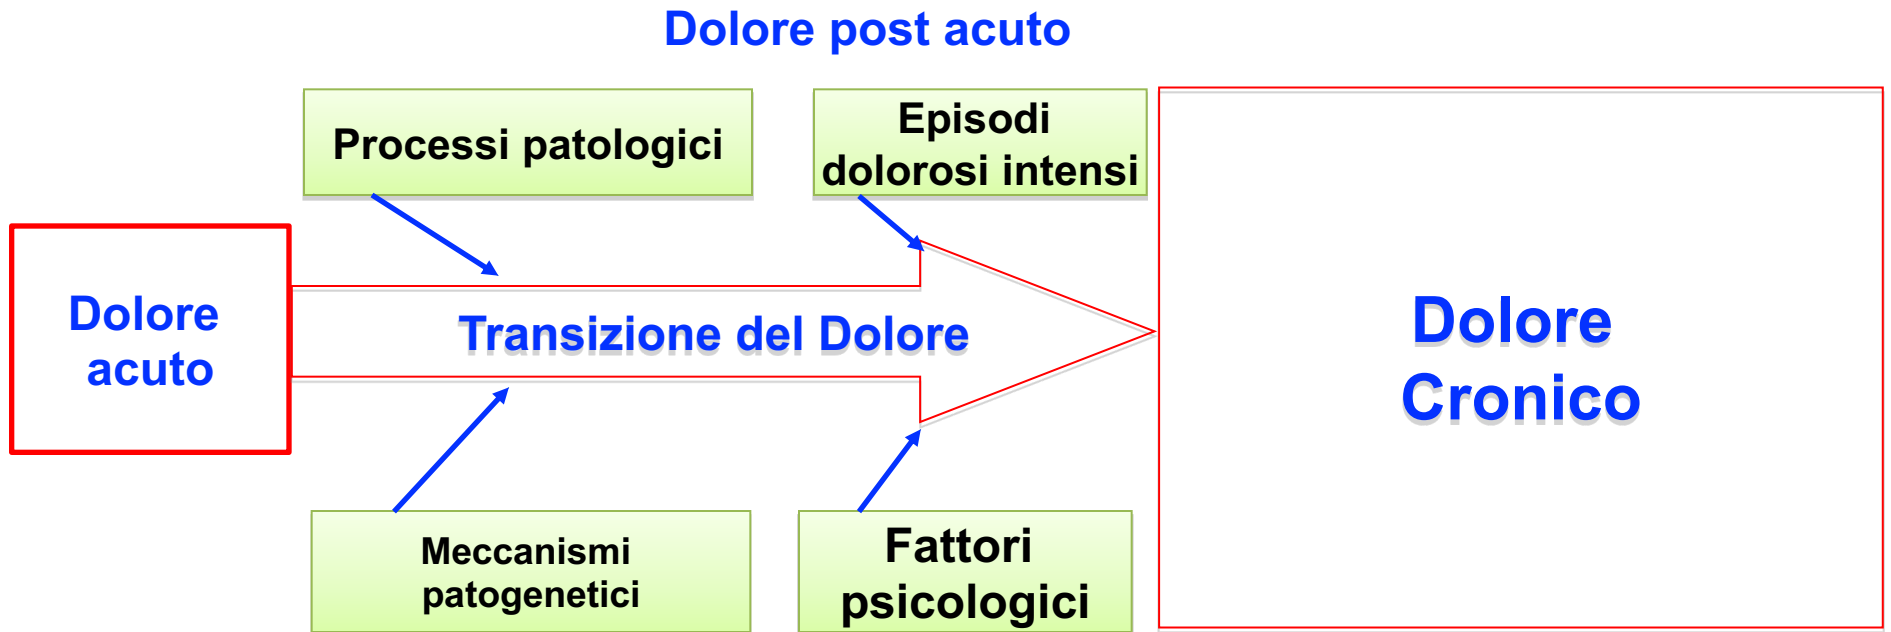 Dolore post acuto
Processi patologici
Episodi
dolorosi intensi
Dolore
acuto
Transizione del Dolore
Dolore
Cronico
Meccanismi
patogenetici
Fattori
psicologici